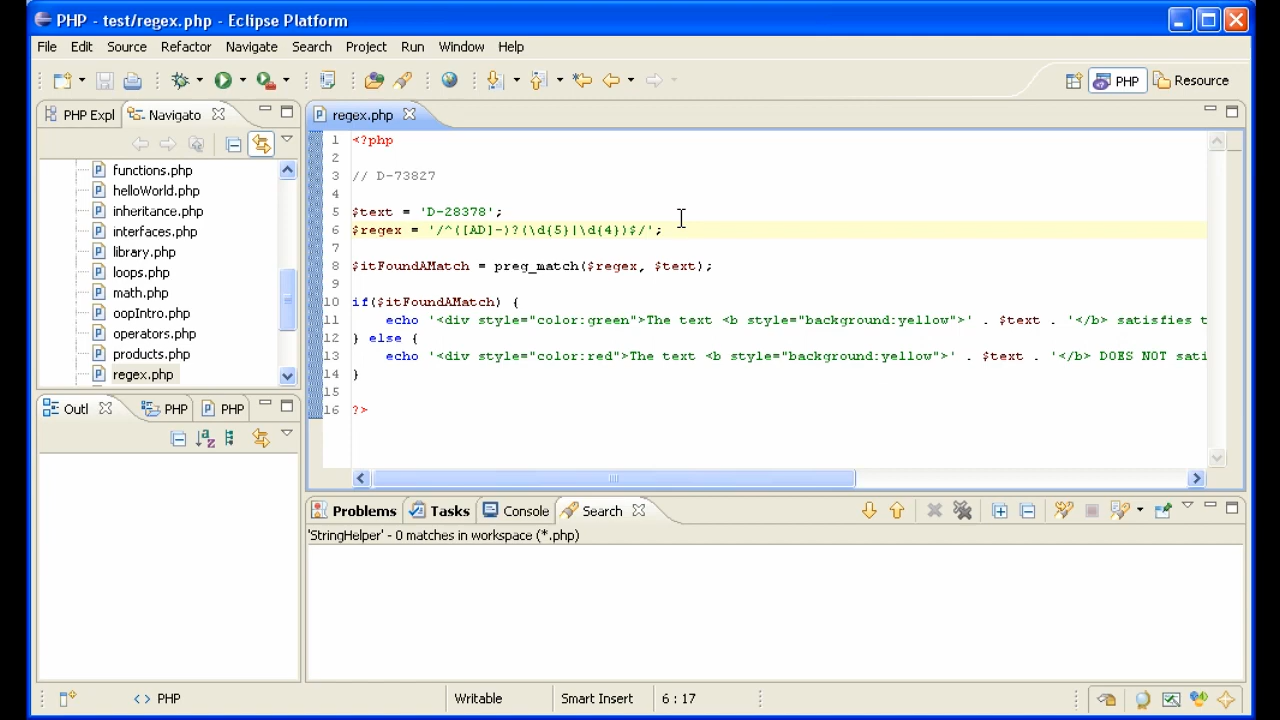 PHP - test/regex.php - Eclipse Platform
File Edit Source Refactor Navigate Search Project Run Window Help
PHP Resource
PHP Expl Navigato
regex.php
functions.php
helloWorld.php
inheritance.php
interfaces.php
library.php
loops.php
math.php
oopIntro.php
operators.php
products.php
regex.php
1 <?php
2
3 // D-73827
4
5 $text = 'D-28378';
6 $regex = '/^([AD]-)?(\d{5}|\d{4})$/';
7
8 $itFoundAMatch = preg_match($regex, $text);
9
10 if($itFoundAMatch) {
11 echo '<div style="color:green">The text <b style="background:yellow">' . $text . '</b> satisfies t
12 } else {
13 echo '<div style="color:red">The text <b style="background:yellow">' . $text . '</b> DOES NOT sati
14 }
15
16 ?>
Outl PHP PHP
Problems Tasks Console Search
'StringHelper' - 0 matches in workspace (*.php)
<> PHP Writable Smart Insert 6 : 17